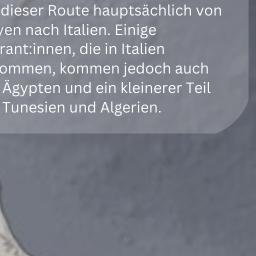 dieser Route hauptsächlich von
yen nach Italien. Einige
rant:innen, die in Italien
ommen, kommen jedoch auch
Ägypten und ein kleinerer Teil
Tunesien und Algerien.